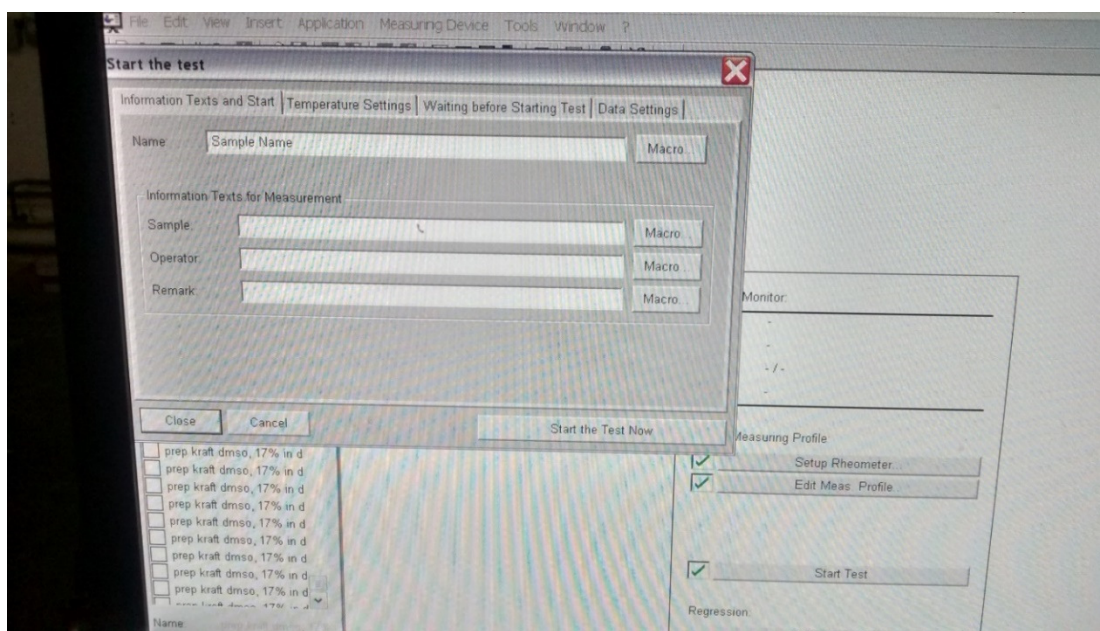 File Edit View Insert Application Measuring Device Tools Window ?
Start the test
Information Texts and Start Temperature Settings Waiting before Starting Test Data Settings
Name Sample Name Macro...
Information Texts for Measurement
Sample: Macro...
Operator: Macro...
Remark: Macro...
Close Cancel Start the Test Now
Monitor:
-
- / -
-
Measuring Profile
Setup Rheometer...
Edit Meas. Profile
Start Test
Regression:
prep kraft dmso, 17% in d
prep kraft dmso, 17% in d
prep kraft dmso, 17% in d
prep kraft dmso, 17% in d
prep kraft dmso, 17% in d
prep kraft dmso, 17% in d
prep kraft dmso, 17% in d
prep kraft dmso, 17% in d
prep kraft dmso, 17% in d
Name